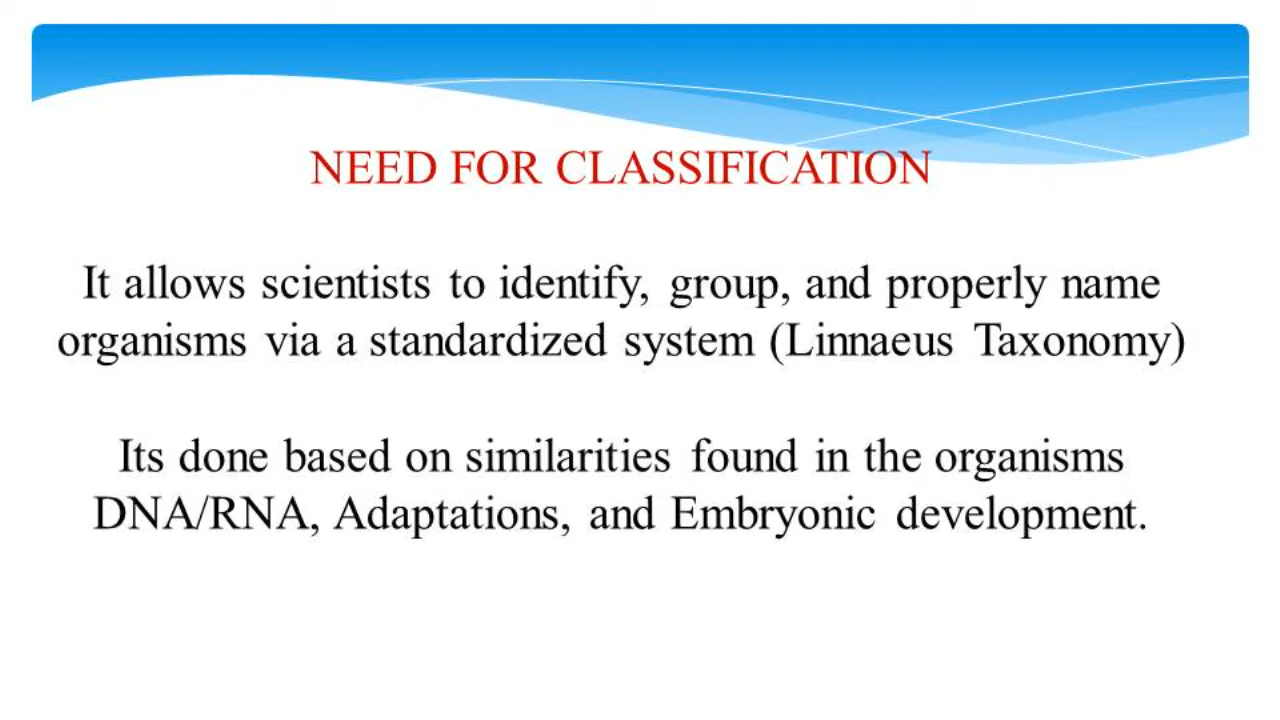 NEED FOR CLASSIFICATION
It allows scientists to identify, group, and properly name
organisms via a standardized system (Linnaeus Taxonomy)
Its done based on similarities found in the organisms
DNA/RNA, Adaptations, and Embryonic development.